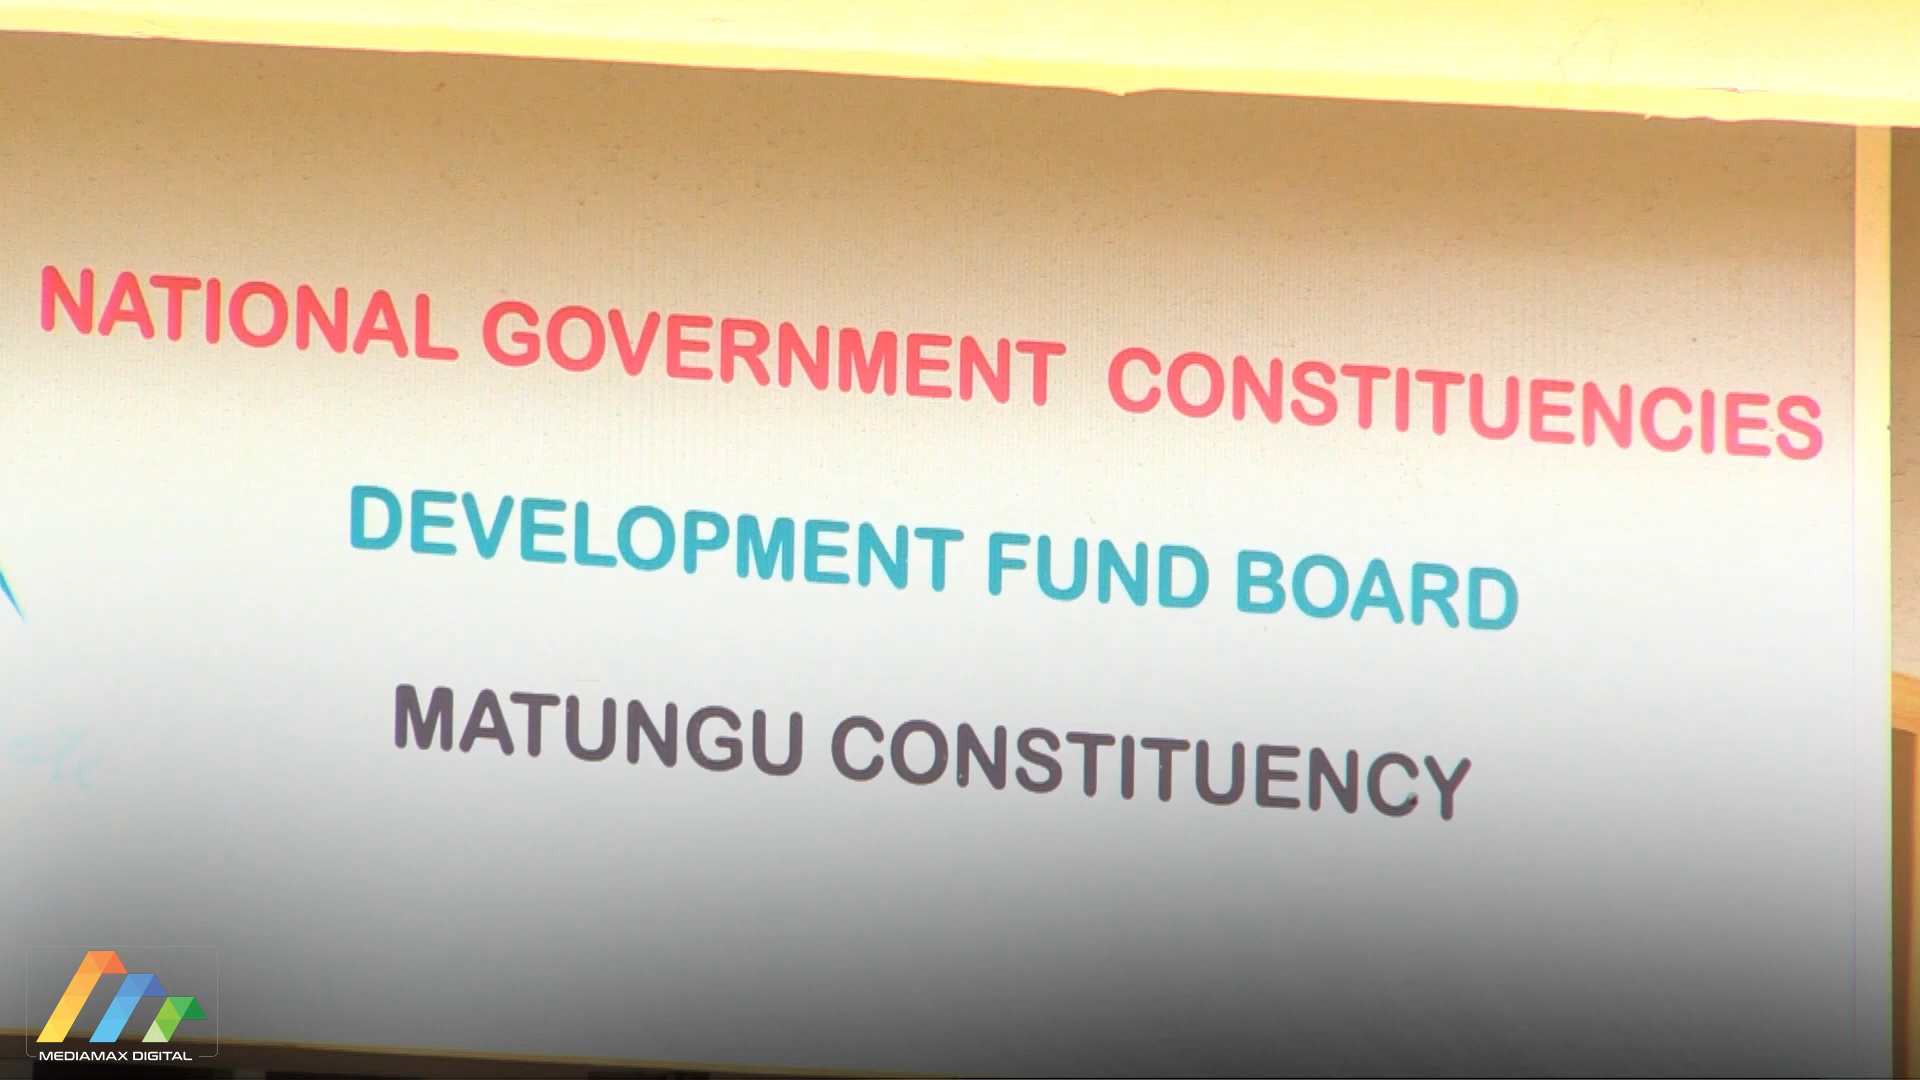 NATIONAL GOVERNMENT CONSTITUENCIES
DEVELOPMENT FUND BOARD
MATUNGU CONSTITUENCY
MEDIAMAX DIGITAL